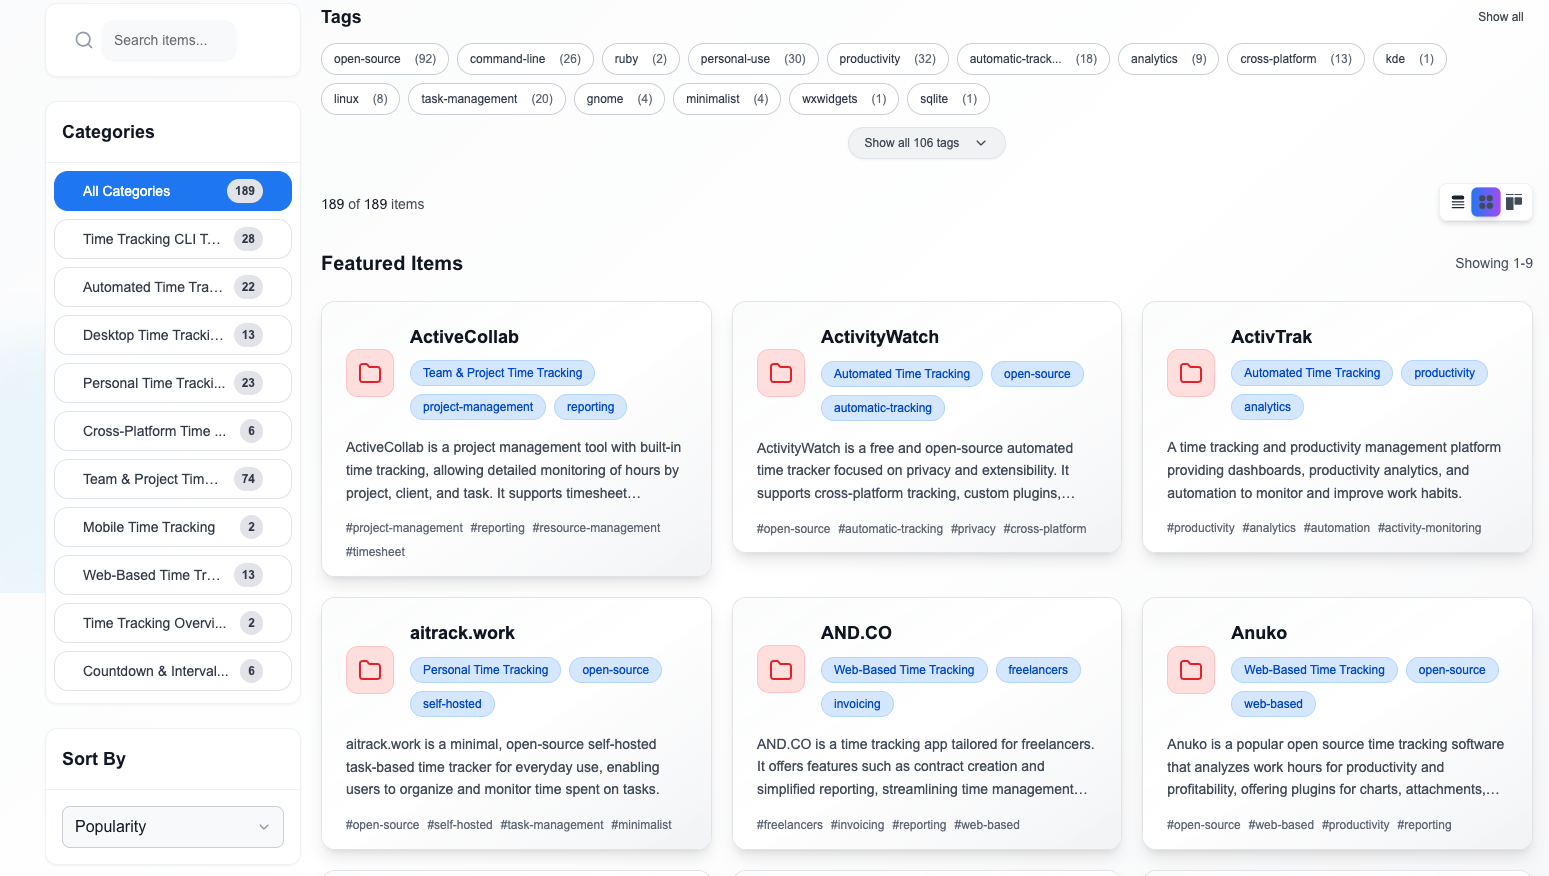 Search items...
Categories
All Categories 189
Time Tracking CLI T... 28
Automated Time Tra... 22
Desktop Time Tracki... 13
Personal Time Tracki... 23
Cross-Platform Time ... 6
Team & Project Tim... 74
Mobile Time Tracking 2
Web-Based Time Tr... 13
Time Tracking Overvi... 2
Countdown & Interval... 6
Sort By
Popularity
Tags Show all
open-source (92) command-line (26) ruby (2) personal-use (30) productivity (32) automatic-track... (18) analytics (9) cross-platform (13) kde (1)
linux (8) task-management (20) gnome (4) minimalist (4) wxwidgets (1) sqlite (1)
Show all 106 tags
189 of 189 items
Featured Items Showing 1-9
ActiveCollab
Team & Project Time Tracking
project-management reporting
ActiveCollab is a project management tool with built-in
time tracking, allowing detailed monitoring of hours by
project, client, and task. It supports timesheet...
#project-management #reporting #resource-management
#timesheet
ActivityWatch
Automated Time Tracking open-source
automatic-tracking
ActivityWatch is a free and open-source automated
time tracker focused on privacy and extensibility. It
supports cross-platform tracking, custom plugins,...
#open-source #automatic-tracking #privacy #cross-platform
ActivTrak
Automated Time Tracking productivity
analytics
A time tracking and productivity management platform
providing dashboards, productivity analytics, and
automation to monitor and improve work habits.
#productivity #analytics #automation #activity-monitoring
aitrack.work
Personal Time Tracking open-source
self-hosted
aitrack.work is a minimal, open-source self-hosted
task-based time tracker for everyday use, enabling
users to organize and monitor time spent on tasks.
#open-source #self-hosted #task-management #minimalist
AND.CO
Web-Based Time Tracking freelancers
invoicing
AND.CO is a time tracking app tailored for freelancers.
It offers features such as contract creation and
simplified reporting, streamlining time management...
#freelancers #invoicing #reporting #web-based
Anuko
Web-Based Time Tracking open-source
web-based
Anuko is a popular open source time tracking software
that analyzes work hours for productivity and
profitability, offering plugins for charts, attachments,...
#open-source #web-based #productivity #reporting